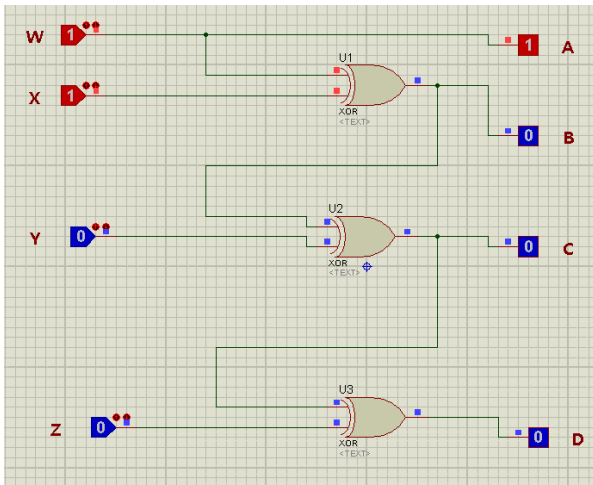 W 1 1 A
U1
X 1
XOR
<TEXT>
0 B
U2
Y 0 0 C
XOR
<TEXT>
U3
Z 0 0 D
XOR
<TEXT>